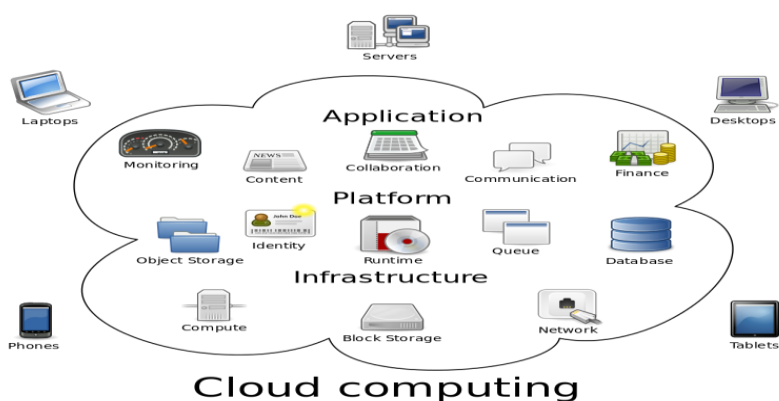 Servers
Laptops
Desktops
Application
Monitoring
NEWS
Content
Collaboration
Communication
Finance
Platform
John Doe
Object Storage
Identity
Runtime
Queue
Database
Infrastructure
Compute
Block Storage
Network
Phones
Tablets
Cloud computing